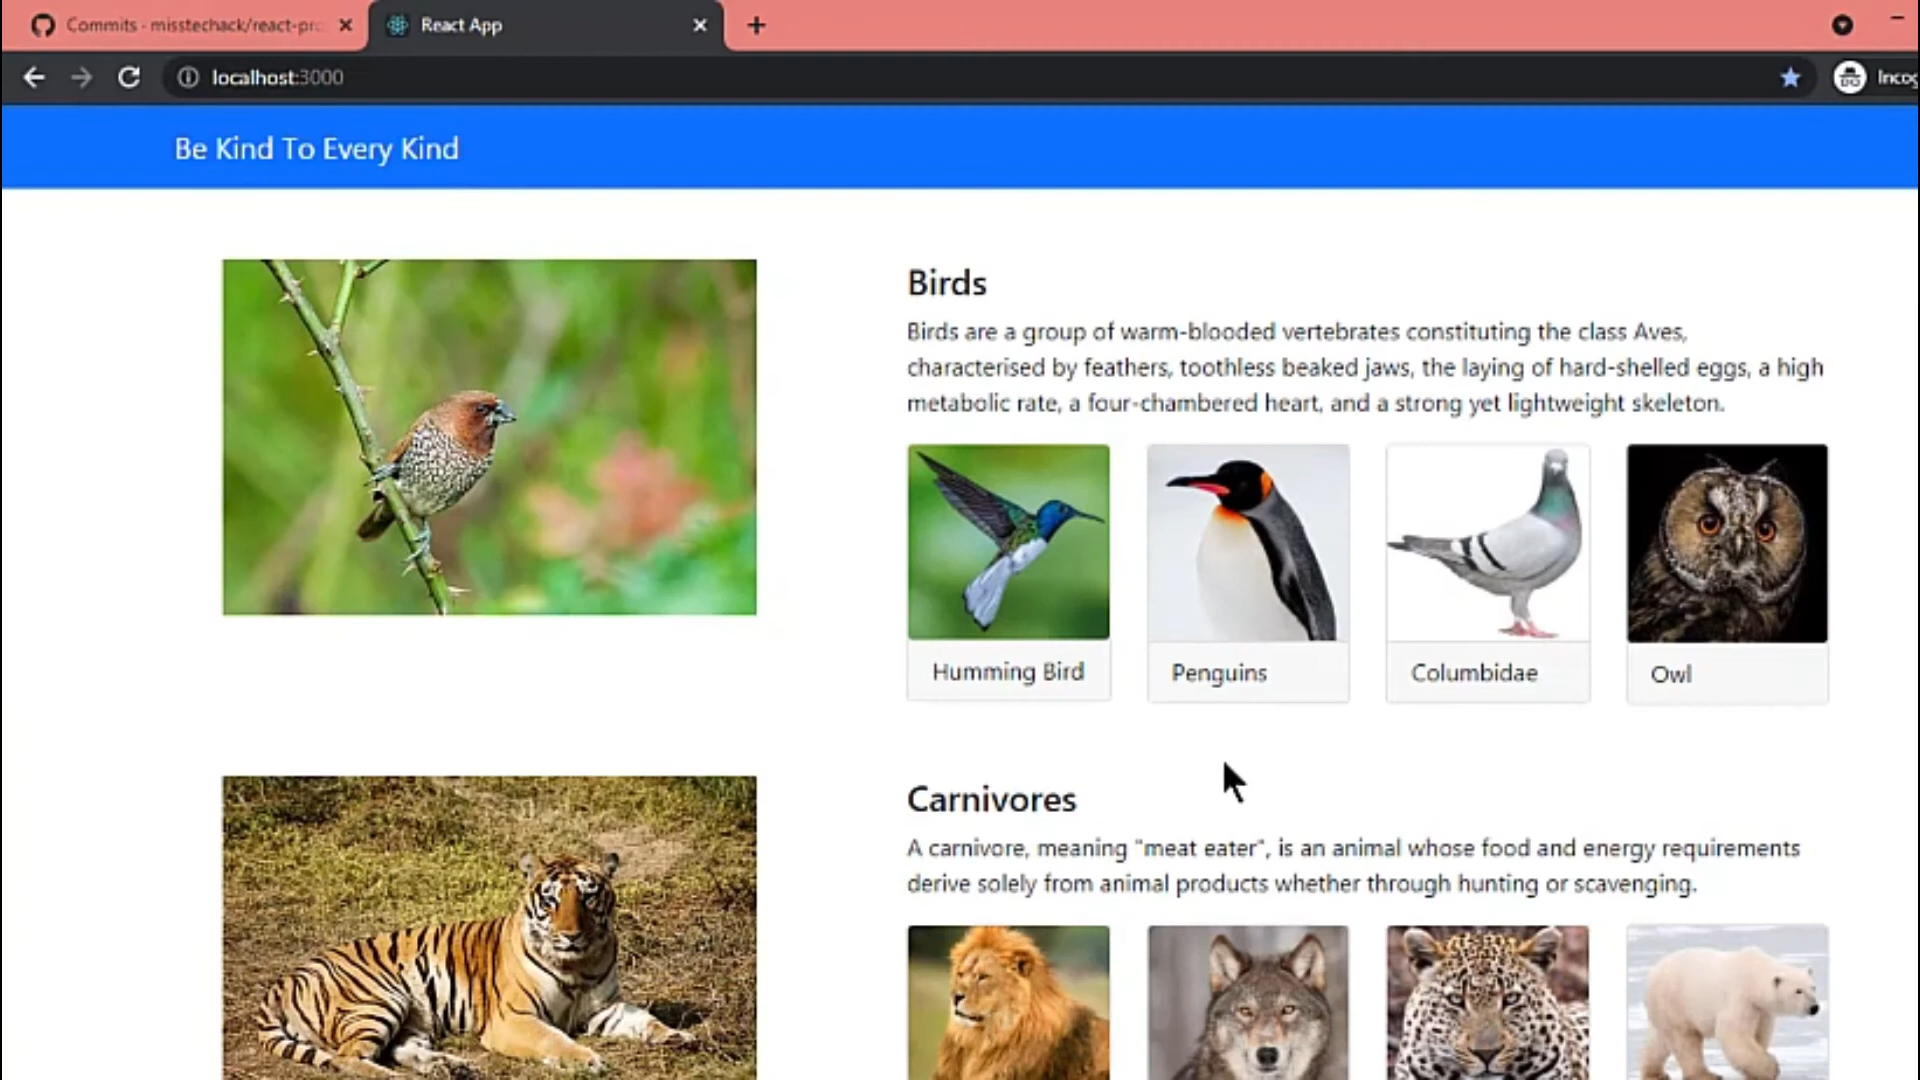 Commits - misstechack/react-pro
React App
localhost:3000
Incog
Be Kind To Every Kind
Birds
Birds are a group of warm-blooded vertebrates constituting the class Aves,
characterised by feathers, toothless beaked jaws, the laying of hard-shelled eggs, a high
metabolic rate, a four-chambered heart, and a strong yet lightweight skeleton.
Humming Bird
Penguins
Columbidae
Owl
Carnivores
A carnivore, meaning "meat eater", is an animal whose food and energy requirements
derive solely from animal products whether through hunting or scavenging.